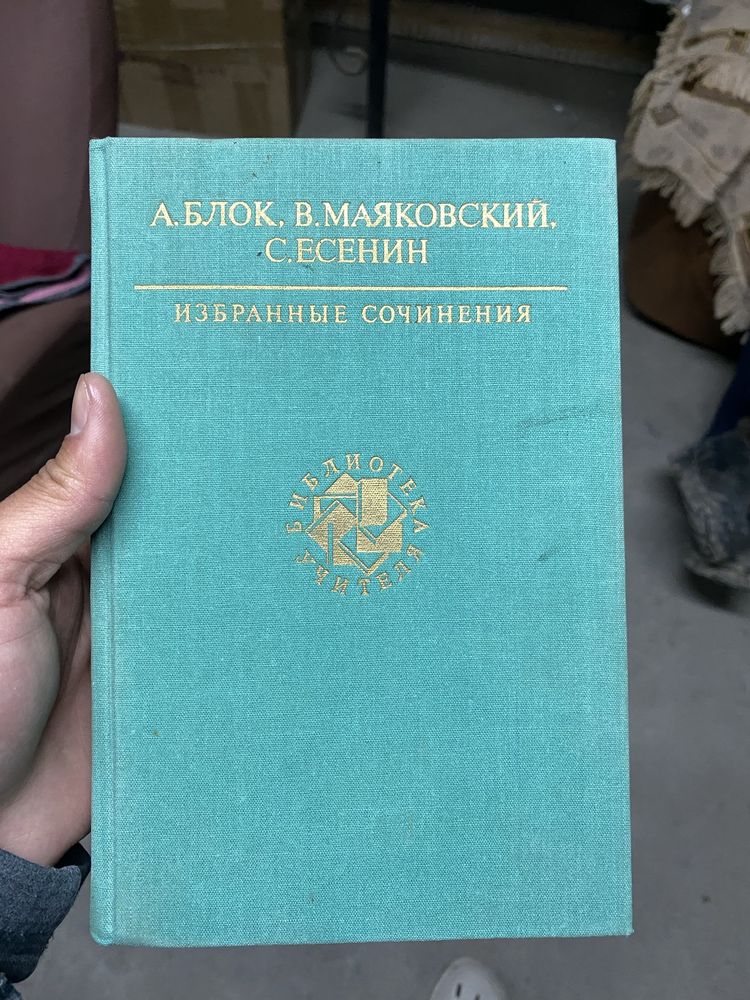 А.БЛОК, В.МАЯКОВСКИЙ,
С.ЕСЕНИН
ИЗБРАННЫЕ СОЧИНЕНИЯ
БИБЛИОТЕКА
УЧИТЕЛЯ